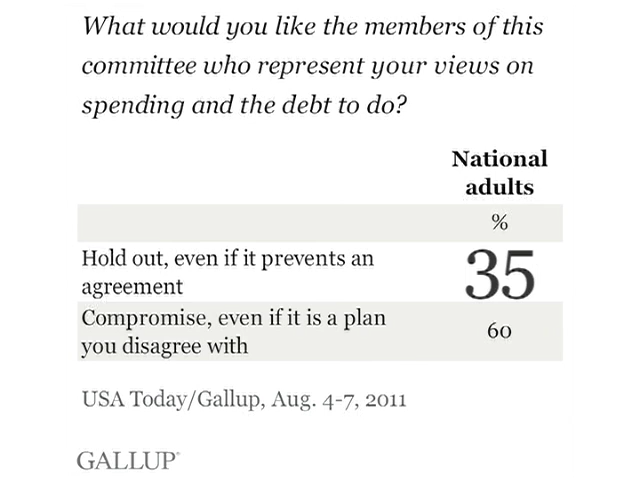 What would you like the members of this
committee who represent your views on
spending and the debt to do?
National
adults
%
Hold out, even if it prevents an
agreement
35
Compromise, even if it is a plan
you disagree with
60
USA Today/Gallup, Aug. 4-7, 2011
GALLUP®